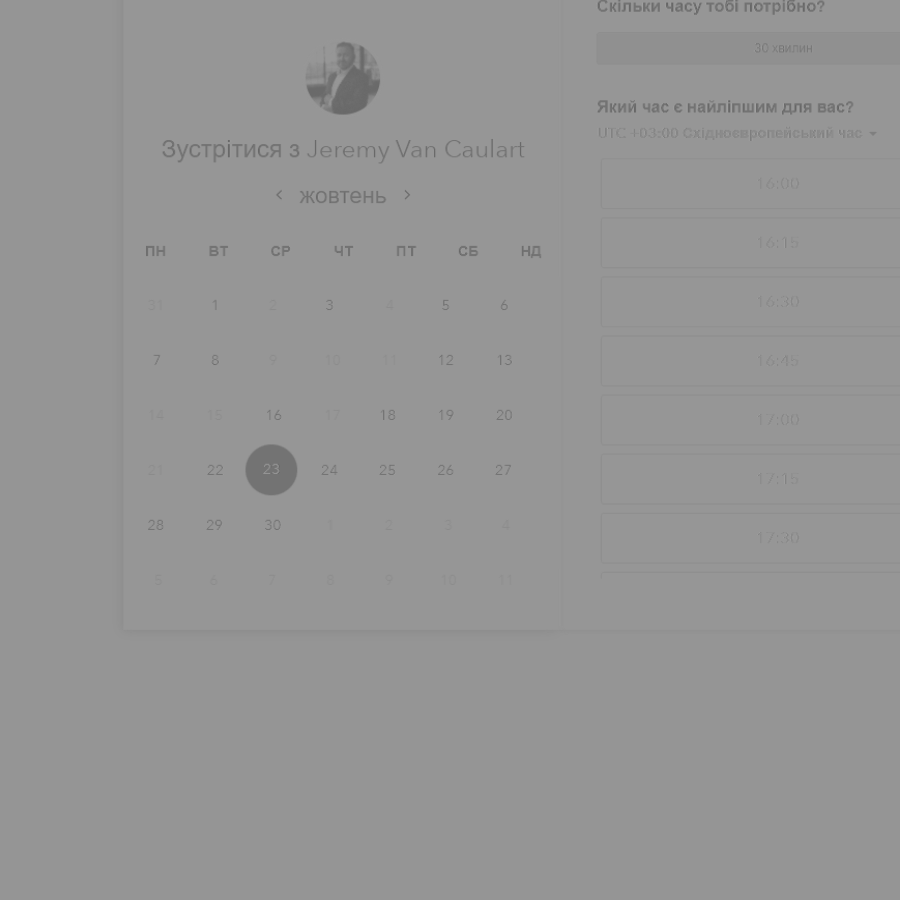 Зустрітися з Jeremy Van Caulart
жовтень
ПН ВТ СР ЧТ ПТ СБ НД
31 1 2 3 4 5 6
7 8 9 10 11 12 13
14 15 16 17 18 19 20
21 22 23 24 25 26 27
28 29 30 1 2 3 4
5 6 7 8 9 10 11
Скільки часу тобі потрібно?
30 хвилин
Який час є найліпшим для вас?
UTC +03:00 Східноєвропейський час
16:00
16:15
16:30
16:45
17:00
17:15
17:30